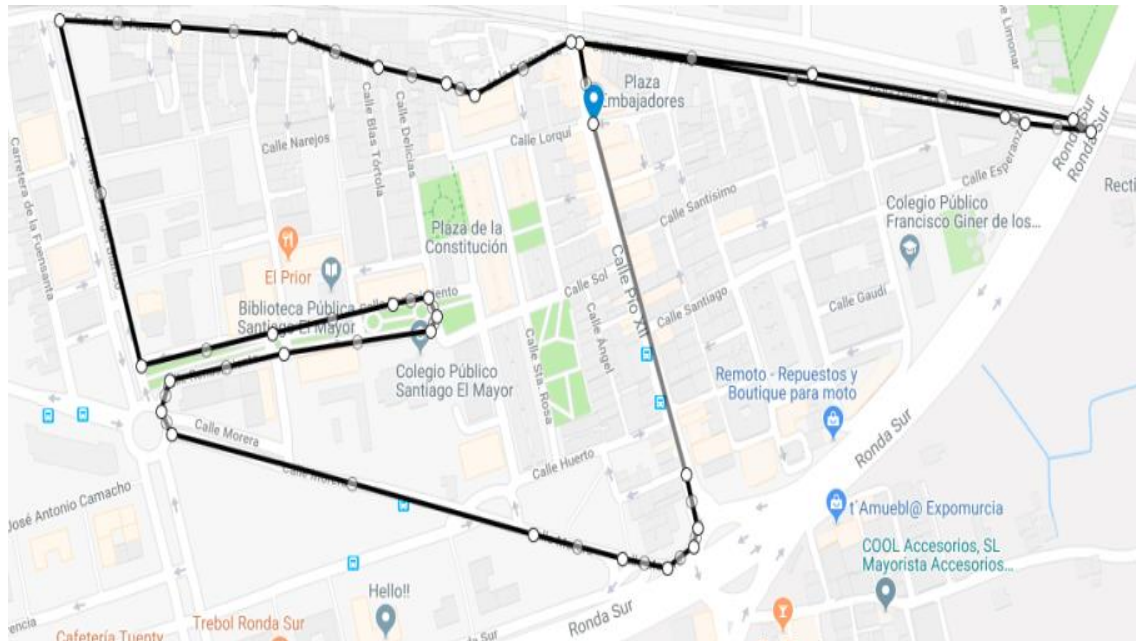 e Limonar
Plaza
Embajadores
Ronda Sur
Ronda Sur
Calle Lorquí
Calle Narejos
Calle Blas Tórtola
Calle Delicias
Calle Esperanza
Recti
Carretera de la Fuensanta
Calle Santísimo
Colegio Público
Francisco Giner de los...
Plaza de la
Constitución
El Prior
Calle Pío XII
Calle Sol
Calle Santiago
Calle Gaudí
Biblioteca Pública
Santiago El Mayor
Calle Ángel
Calle Sta. Rosa
Colegio Público
Santiago El Mayor
Remoto - Repuestos y
Boutique para moto
Calle Morera
Ronda Sur
Calle Huerto
José Antonio Camacho
t´Amuebl@ Expomurcia
COOL Accesorios, SL
Mayorista Accesorios...
Hello!!
Trebol Ronda Sur
Ronda Sur
Cafetería Tuenty
Sur